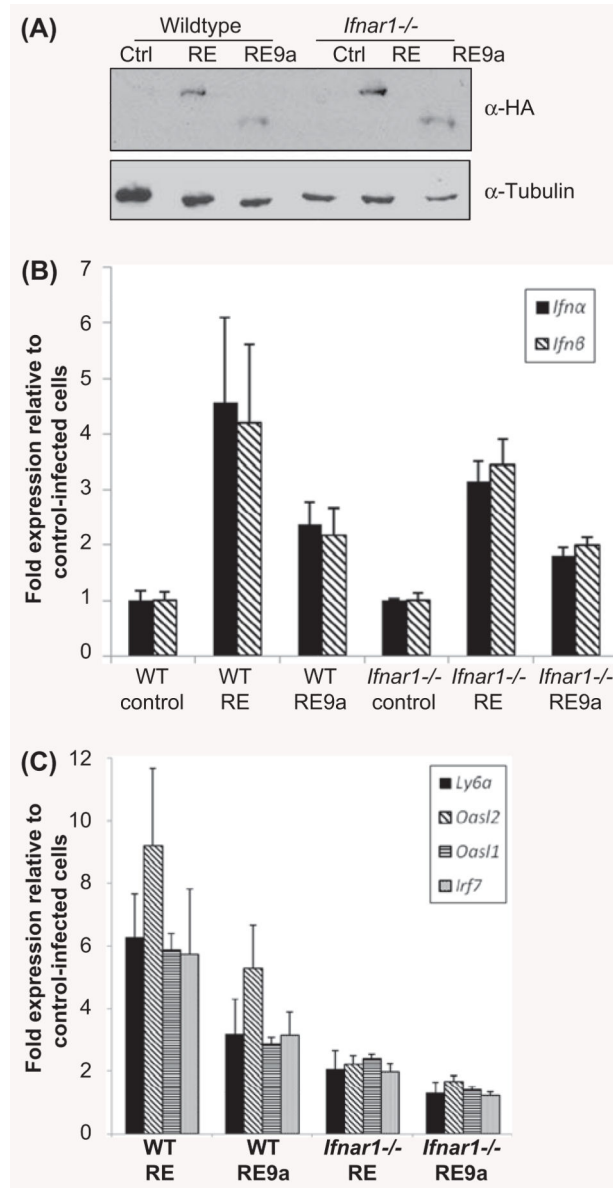 (A)
Wildtype Ifnar1-/-
Ctrl RE RE9a Ctrl RE RE9a
α-HA
α-Tubulin
(B)
Fold expression relative to
control-infected cells
7
6
5
4
3
2
1
0
Ifnα
Ifnβ
WT
control
WT
RE
WT
RE9a
Ifnar1-/-
control
Ifnar1-/-
RE
Ifnar1-/-
RE9a
(C)
Fold expression relative to
control-infected cells
12
10
8
6
4
2
0
Ly6a
Oasl2
Oasl1
Irf7
WT
RE
WT
RE9a
Ifnar1-/-
RE
Ifnar1-/-
RE9a